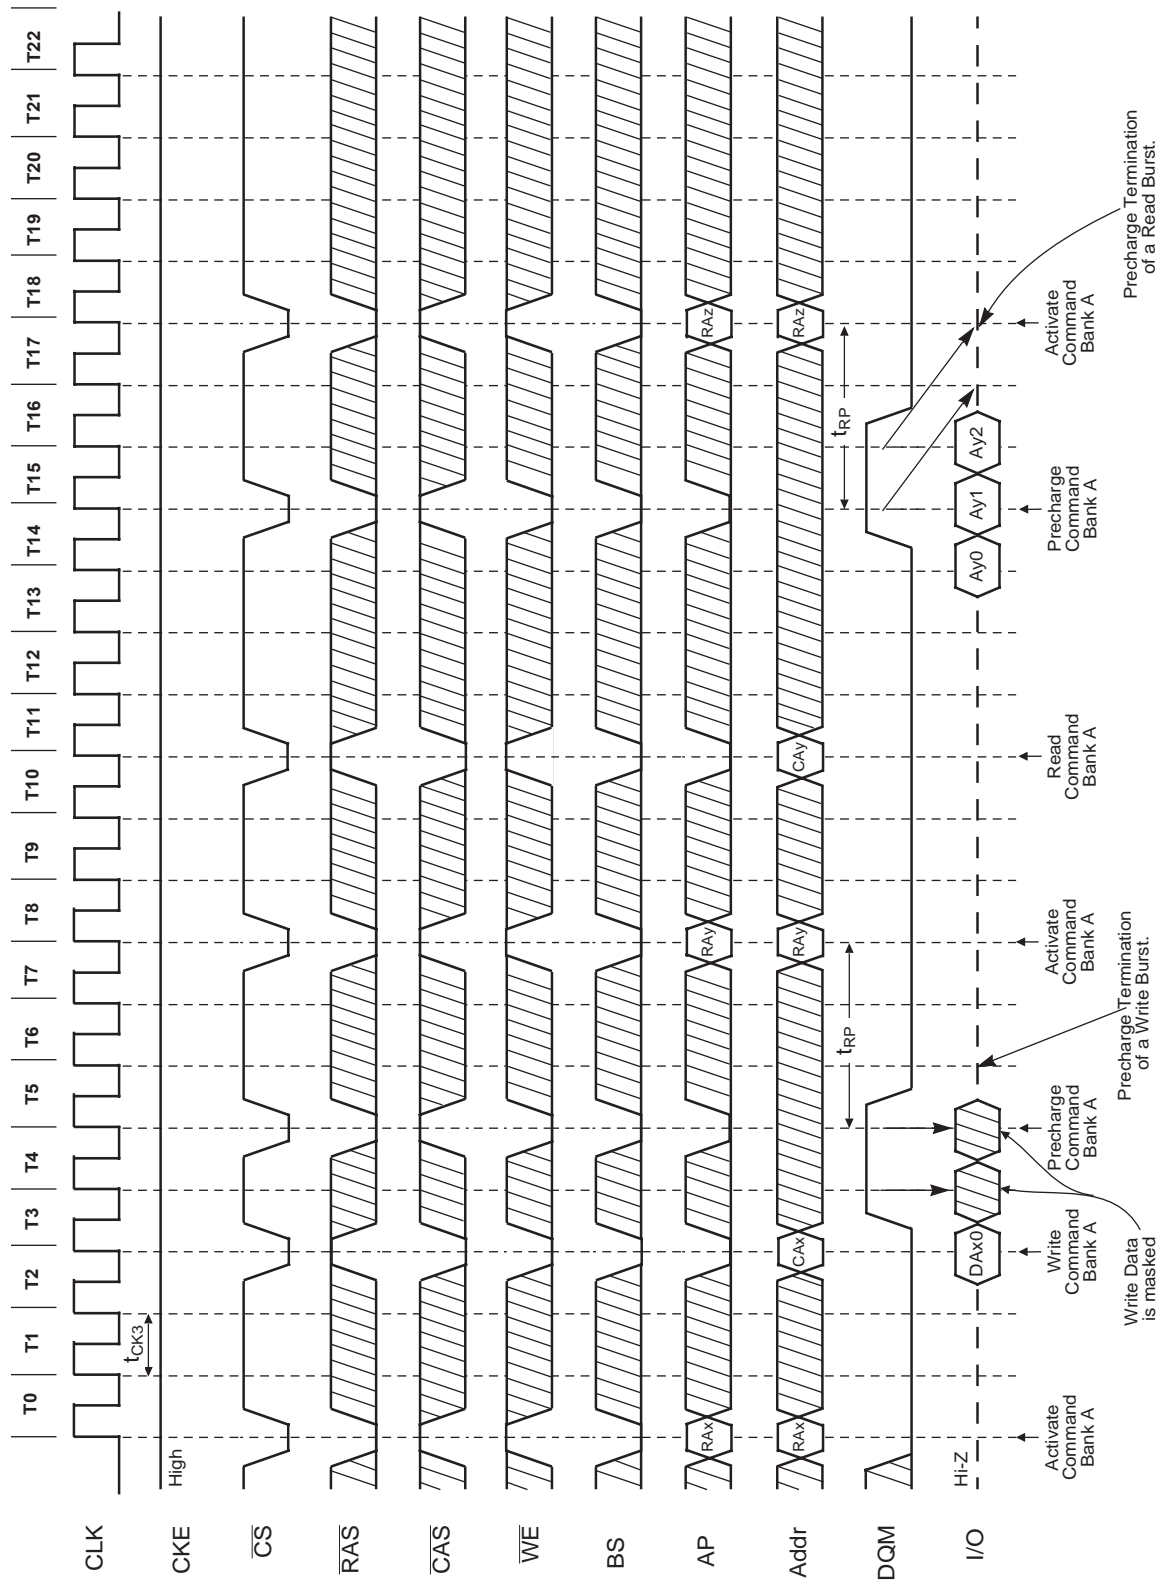 T0 T1 T2 T3 T4 T5 T6 T7 T8 T9 T10 T11 T12 T13 T14 T15 T16 T17 T18 T19 T20 T21 T22
CLK
tCK3
CKE
High
CS
RAS
CAS
WE
BS
AP
RAx
RAy
RAz
Addr
RAx
CAx
RAy
CAy
RAz
tRP
tRP
DQM
I/O
Hi-Z
DAx0
Ay0
Ay1
Ay2
Activate
Command
Bank A
Write
Command
Bank A
Precharge
Command
Bank A
Activate
Command
Bank A
Read
Command
Bank A
Precharge
Command
Bank A
Activate
Command
Bank A
Write Data
is masked
Precharge Termination
of a Write Burst.
Precharge Termination
of a Read Burst.